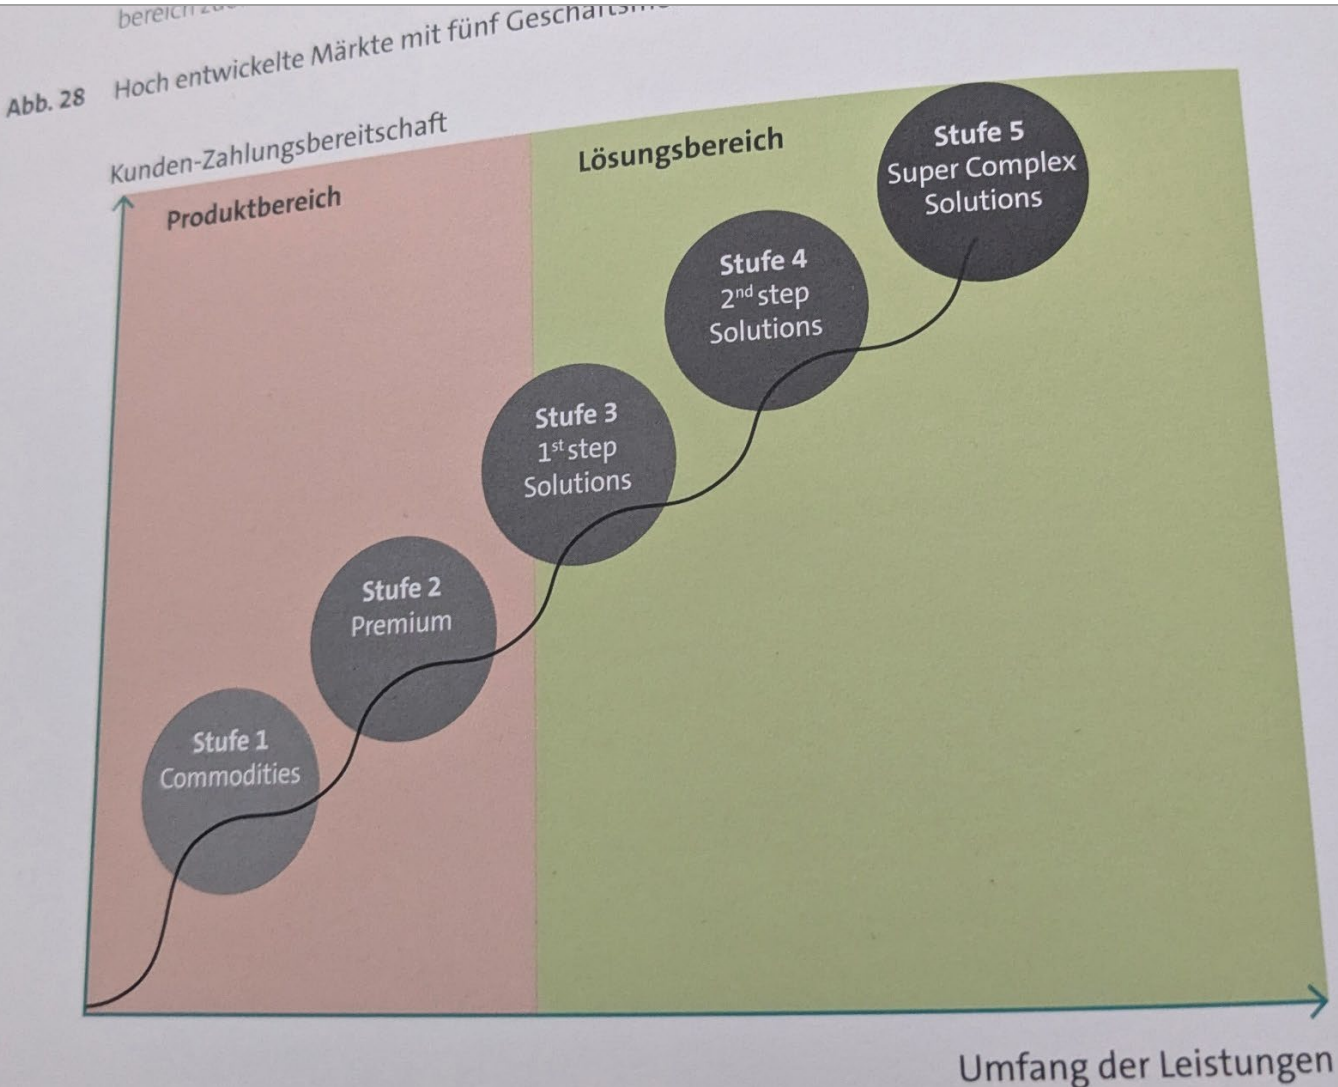 Abb. 28 Hoch entwickelte Märkte mit fünf
Kunden-Zahlungsbereitschaft
Produktbereich
Lösungsbereich
Stufe 5
Super Complex
Solutions
Stufe 4
2nd step
Solutions
Stufe 3
1st step
Solutions
Stufe 2
Premium
Stufe 1
Commodities
Umfang der Leistungen